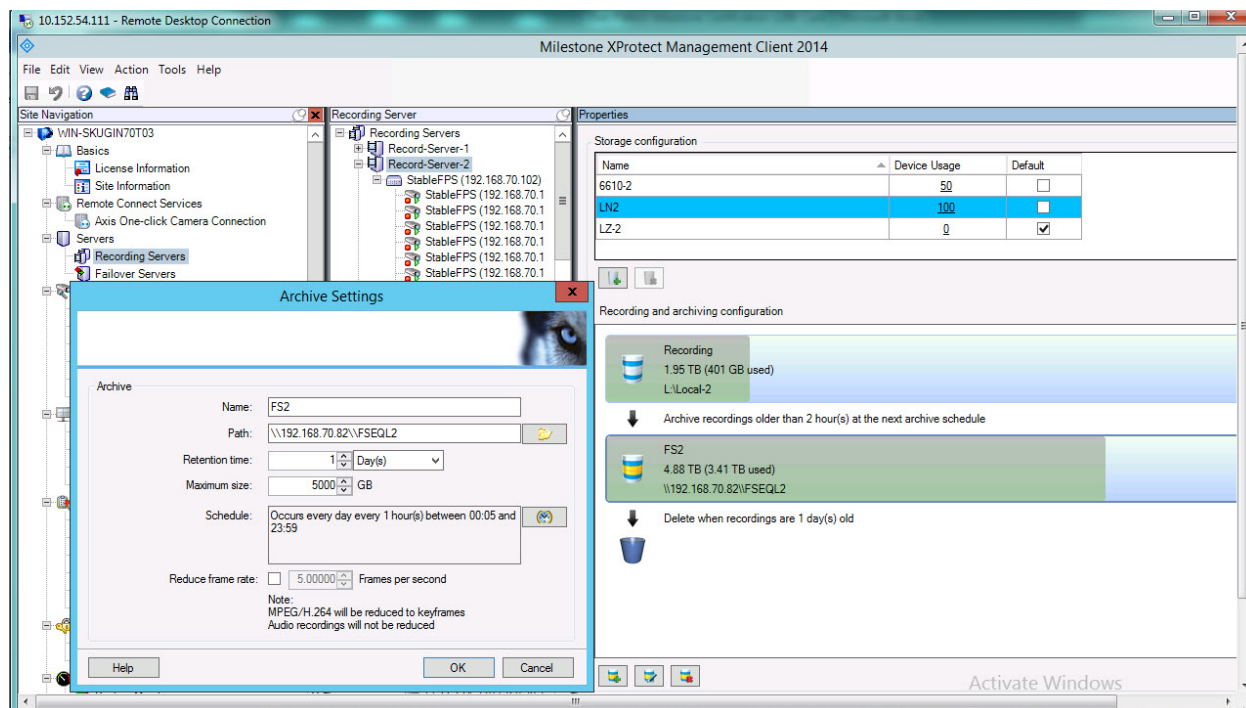 10.152.54.111 - Remote Desktop Connection
Milestone XProtect Management Client 2014
File Edit View Action Tools Help
Site Navigation
WIN-SKUGIN70T03
Basics
License Information
Site Information
Remote Connect Services
Axis One-click Camera Connection
Servers
Recording Servers
Failover Servers
Recording Server
Recording Servers
Record-Server-1
Record-Server-2
StableFPS (192.168.70.102)
StableFPS (192.168.70.1
StableFPS (192.168.70.1
StableFPS (192.168.70.1
StableFPS (192.168.70.1
StableFPS (192.168.70.1
StableFPS (192.168.70.1
Properties
Storage configuration
Name Device Usage Default
6610-2 50
LN2 100
LZ-2 0
Recording and archiving configuration
Recording
1.95 TB (401 GB used)
L:\Local-2
Archive recordings older than 2 hour(s) at the next archive schedule
FS2
4.88 TB (3.41 TB used)
\\192.168.70.82\\FSEQL2
Delete when recordings are 1 day(s) old
Activate Windows
Archive Settings
Archive
Name: FS2
Path: \\192.168.70.82\\FSEQL2
Retention time: 1 Day(s)
Maximum size: 5000 GB
Schedule: Occurs every day every 1 hour(s) between 00:05 and
23:59
Reduce frame rate: 5.00000 Frames per second
Note:
MPEG/H.264 will be reduced to keyframes
Audio recordings will not be reduced
Help OK Cancel